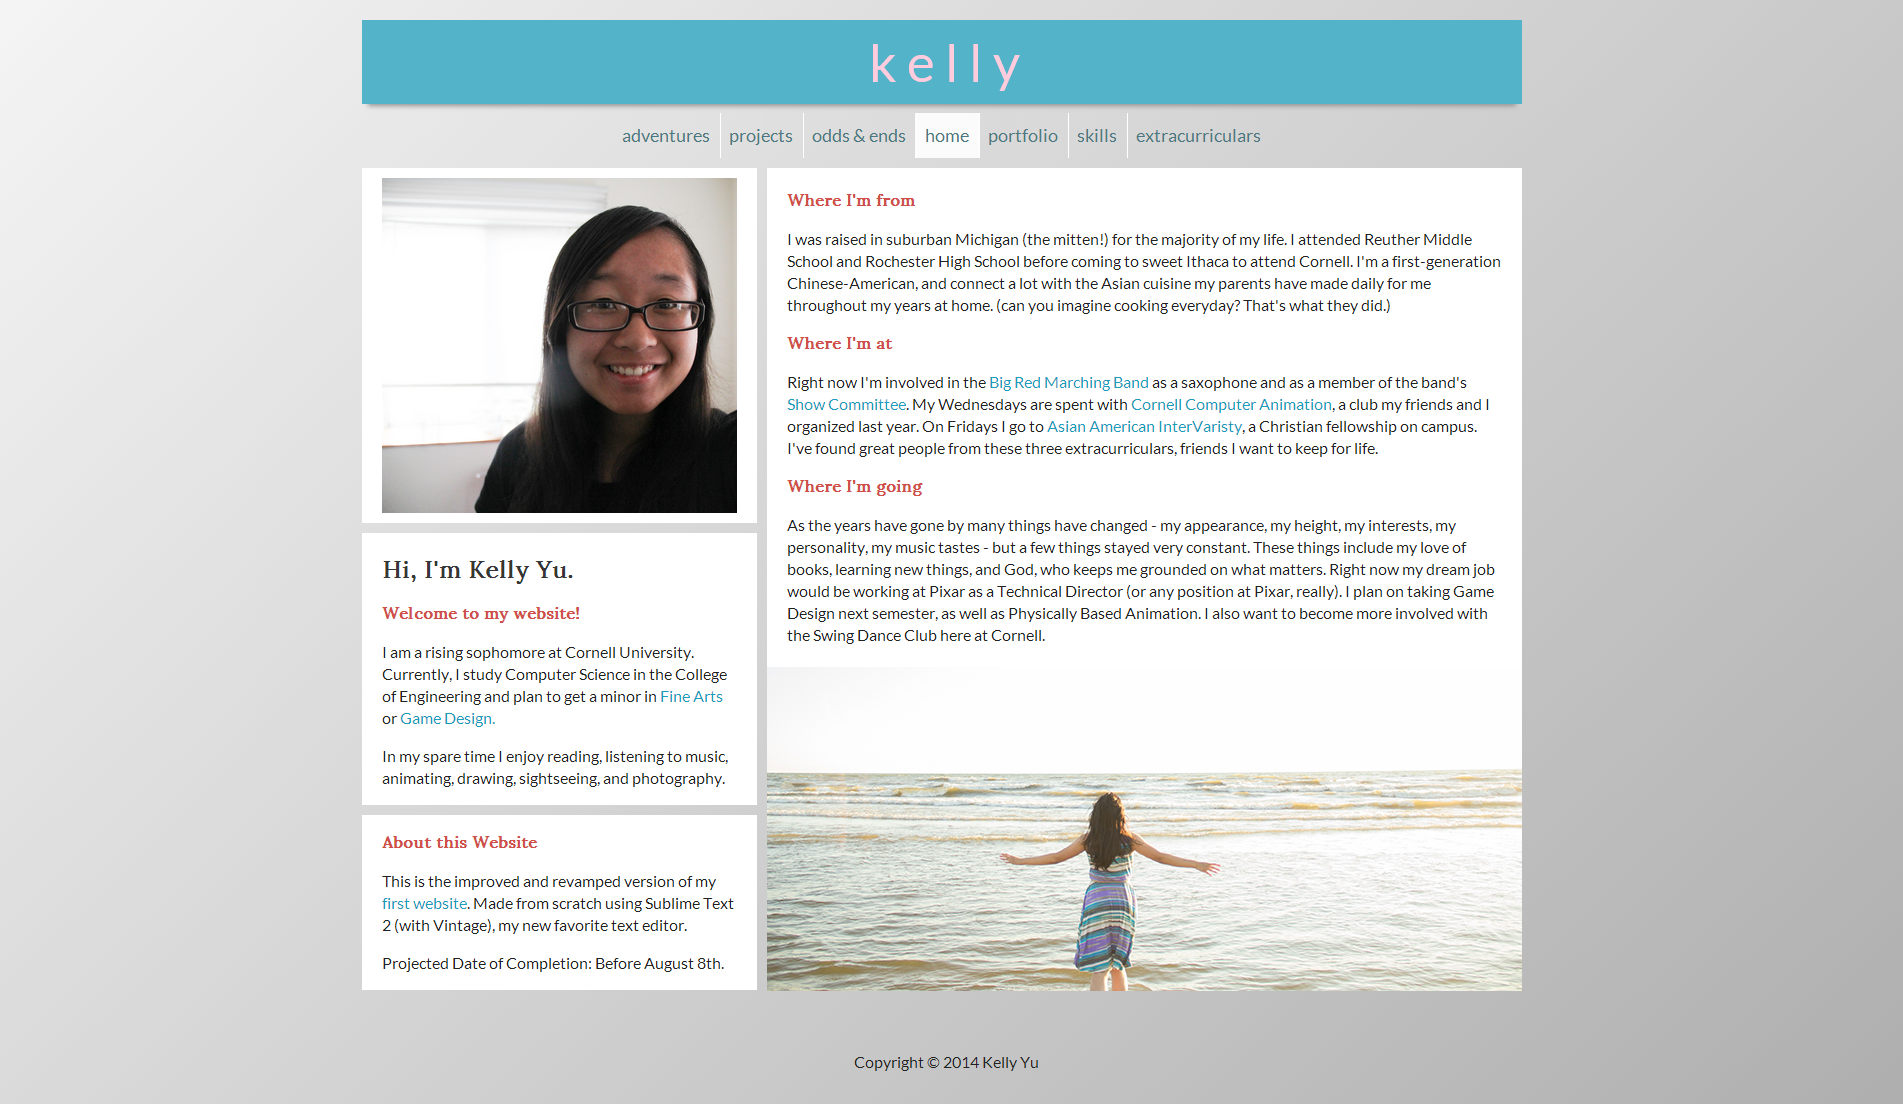 kelly
adventures projects odds & ends home portfolio skills extracurriculars
Hi, I'm Kelly Yu.
Welcome to my website!
I am a rising sophomore at Cornell University.
Currently, I study Computer Science in the College
of Engineering and plan to get a minor in Fine Arts
or Game Design.
In my spare time I enjoy reading, listening to music,
animating, drawing, sightseeing, and photography.
About this Website
This is the improved and revamped version of my
first website. Made from scratch using Sublime Text
2 (with Vintage), my new favorite text editor.
Projected Date of Completion: Before August 8th.
Where I'm from
I was raised in suburban Michigan (the mitten!) for the majority of my life. I attended Reuther Middle
School and Rochester High School before coming to sweet Ithaca to attend Cornell. I'm a first-generation
Chinese-American, and connect a lot with the Asian cuisine my parents have made daily for me
throughout my years at home. (can you imagine cooking everyday? That's what they did.)
Where I'm at
Right now I'm involved in the Big Red Marching Band as a saxophone and as a member of the band's
Show Committee. My Wednesdays are spent with Cornell Computer Animation, a club my friends and I
organized last year. On Fridays I go to Asian American InterVaristy, a Christian fellowship on campus.
I've found great people from these three extracurriculars, friends I want to keep for life.
Where I'm going
As the years have gone by many things have changed - my appearance, my height, my interests, my
personality, my music tastes - but a few things stayed very constant. These things include my love of
books, learning new things, and God, who keeps me grounded on what matters. Right now my dream job
would be working at Pixar as a Technical Director (or any position at Pixar, really). I plan on taking Game
Design next semester, as well as Physically Based Animation. I also want to become more involved with
the Swing Dance Club here at Cornell.
Copyright © 2014 Kelly Yu